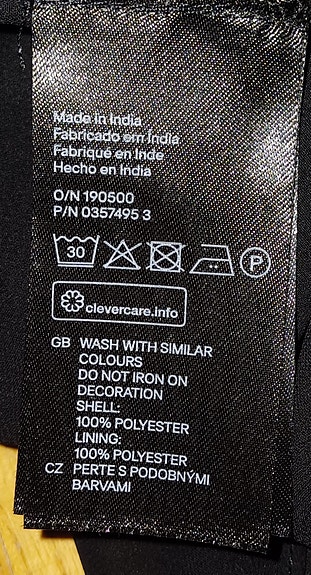 Made in India
Fabricado em Índia
Fabriqué en Inde
Hecho en India
O/N 190500
P/N 0357495 3
30 P
clevercare.info
GB WASH WITH SIMILAR
COLOURS
DO NOT IRON ON
DECORATION
SHELL:
100% POLYESTER
LINING:
100% POLYESTER
CZ PERTE S PODOBNÝMI
BARVAMI